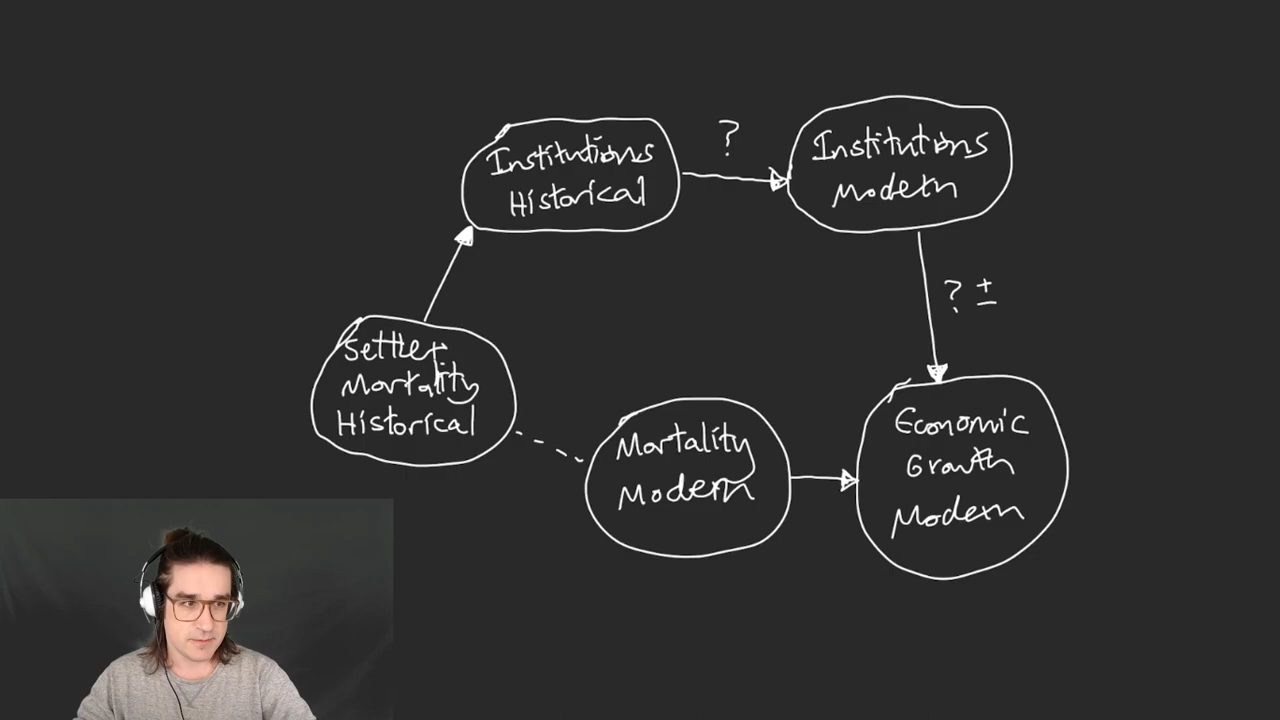 Institutions
Historical
?
Institutions
Modern
? ±
Settler
Mortality
Historical
Mortality
Modern
Economic
Growth
Modern